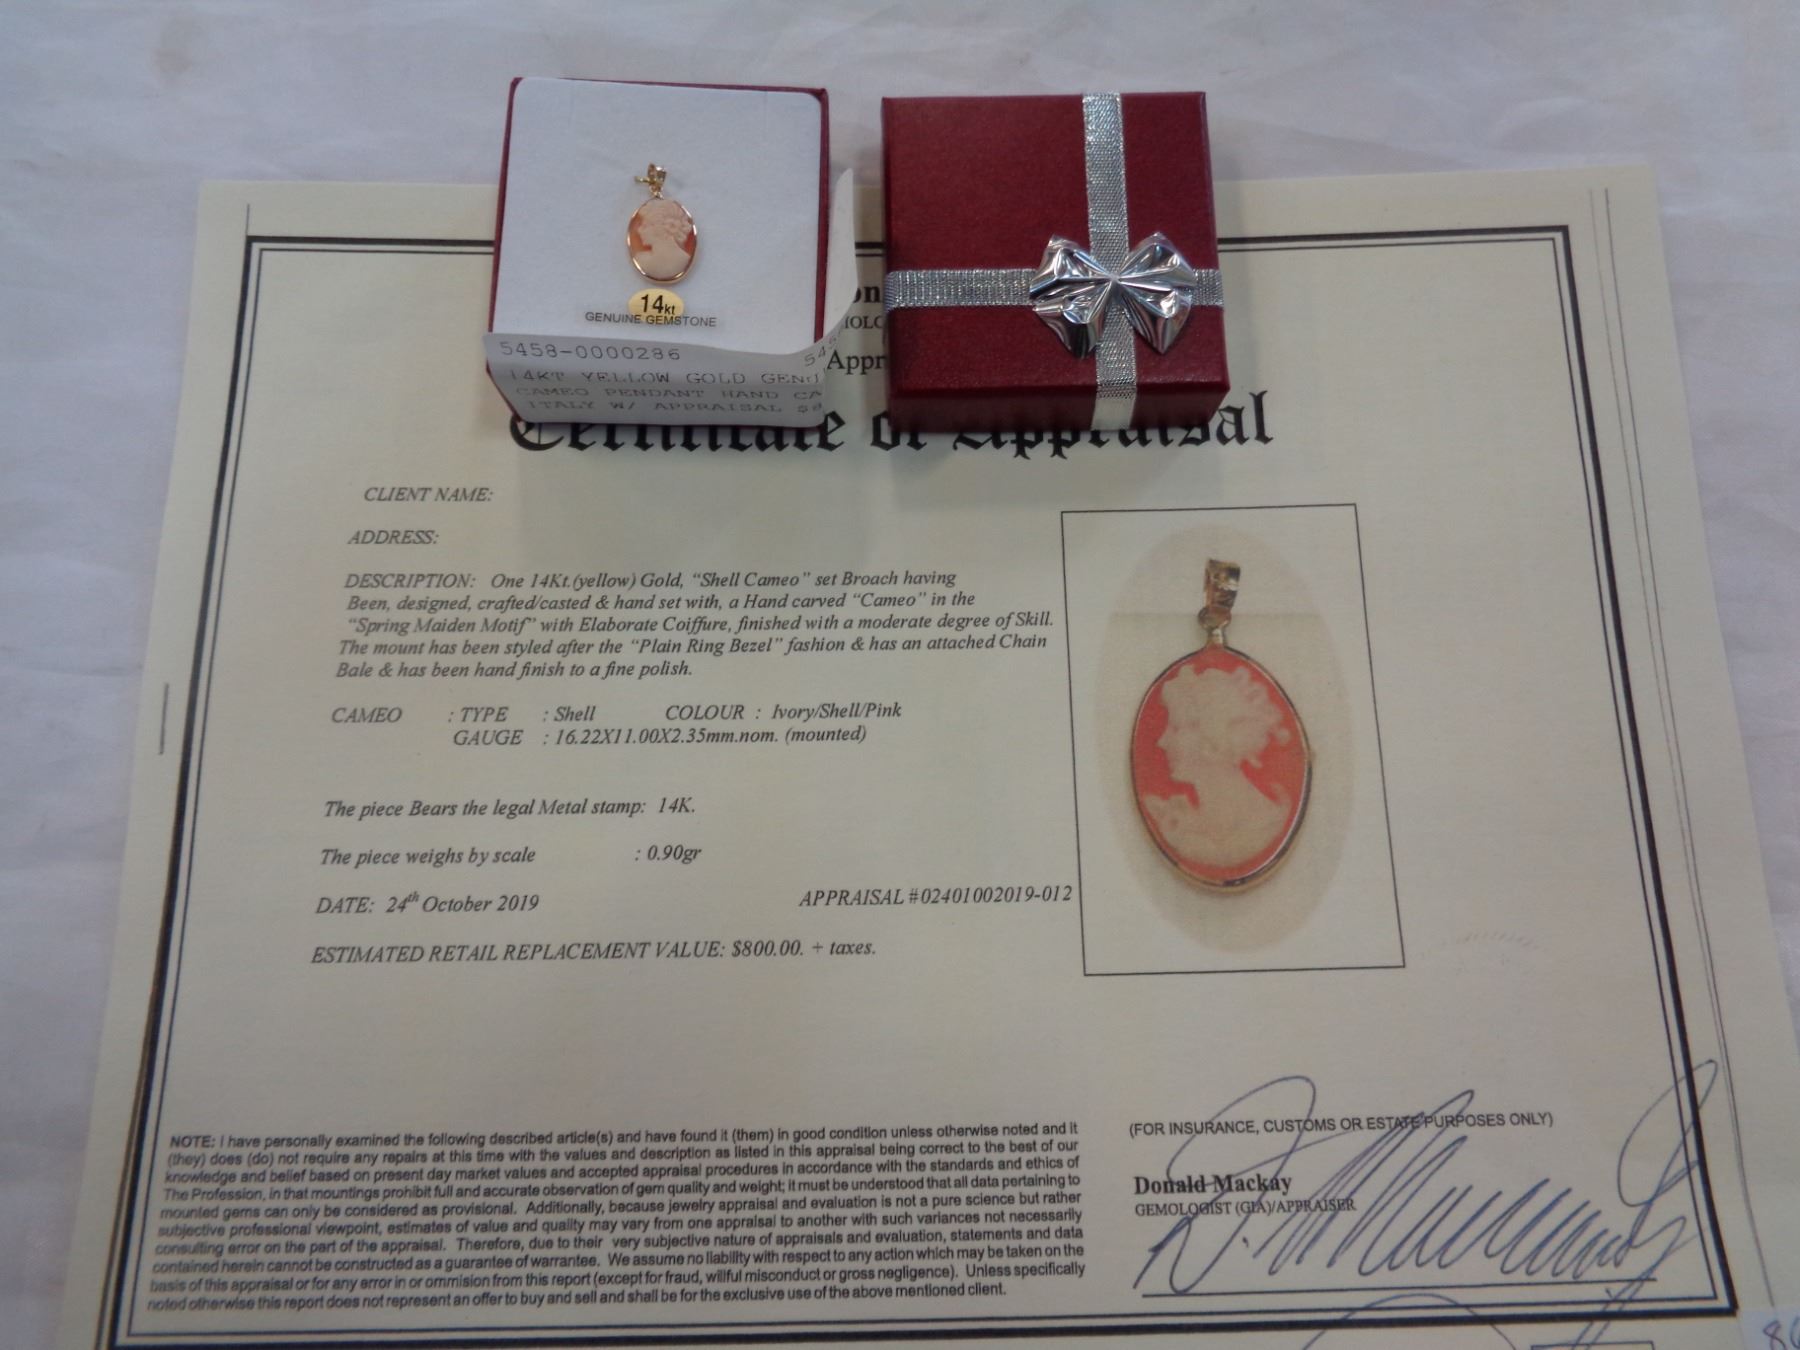 14kt
GENUINE GEMSTONE
5458-0000286
14KT YELLOW GOLD
CAMEO PENDANT HAND
ITALY W/ APPRAISAL
Certificate of Appraisal
CLIENT NAME:
ADDRESS:
DESCRIPTION: One 14Kt.(yellow) Gold, “Shell Cameo” set Broach having
Been, designed, crafted/casted & hand set with, a Hand carved “Cameo” in the
“Spring Maiden Motif” with Elaborate Coiffure, finished with a moderate degree of Skill.
The mount has been styled after the “Plain Ring Bezel” fashion & has an attached Chain
Bale & has been hand finish to a fine polish.
CAMEO : TYPE : Shell COLOUR : Ivory/Shell/Pink
GAUGE : 16.22X11.00X2.35mm.nom. (mounted)
The piece Bears the legal Metal stamp: 14K.
The piece weighs by scale : 0.90gr
DATE: 24th October 2019 APPRAISAL #02401002019-012
ESTIMATED RETAIL REPLACEMENT VALUE: $800.00. + taxes.
NOTE: I have personally examined the following described article(s) and have found it (them) in good condition unless otherwise noted and it
(they) does (do) not require any repairs at this time with the values and description as listed in this appraisal being correct to the best of our
knowledge and belief based on present day market values and accepted appraisal procedures in accordance with the standards and ethics of
The Profession, in that mountings prohibit full and accurate observation of gem quality and weight; it must be understood that all data pertaining to
mounted gems can only be considered as provisional. Additionally, because jewelry appraisal and evaluation is not a pure science but rather
subjective professional viewpoint, estimates of value and quality may vary from one appraisal to another with such variances not necessarily
consulting error on the part of the appraisal. Therefore, due to their very subjective nature of appraisals and evaluation, statements and data
contained herein cannot be constructed as a guarantee of warrantee. We assume no liability with respect to any action which may be taken on the
basis of this appraisal or for any error in or ommision from this report (except for fraud, willful misconduct or gross negligence). Unless specifically
noted otherwise this report does not represent an offer to buy and sell and shall be for the exclusive use of the above mentioned client.
(FOR INSURANCE, CUSTOMS OR ESTATE PURPOSES ONLY)
Donald Mackay
GEMOLOGIST (GIA)/APPRAISER